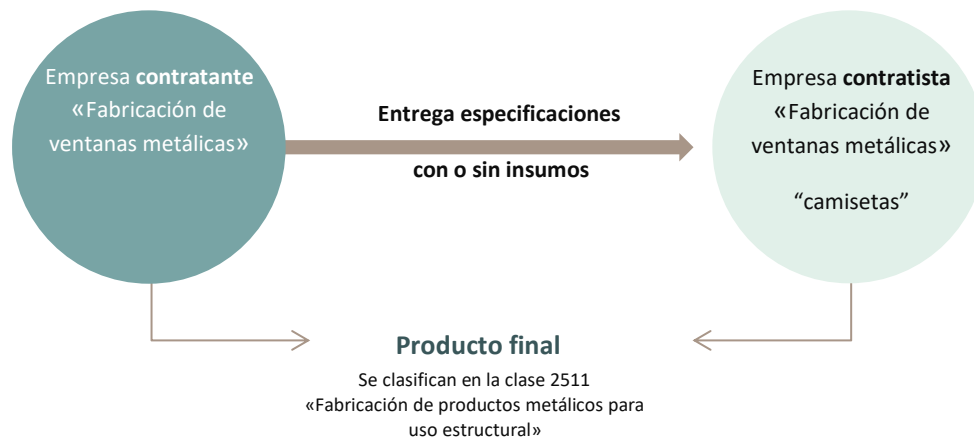 Empresa contratante
«Fabricación de
ventanas metálicas»
Entrega especificaciones
con o sin insumos
Empresa contratista
«Fabricación de
ventanas metálicas»
“camisetas”
Producto final
Se clasifican en la clase 2511
«Fabricación de productos metálicos para
uso estructural»